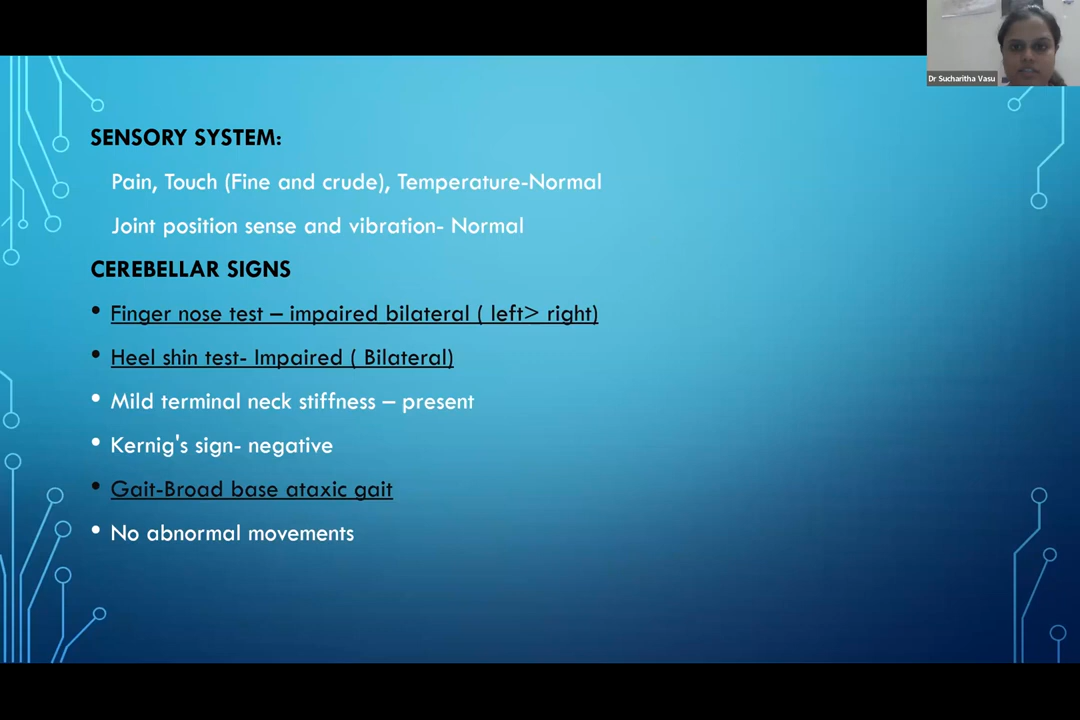 Dr Sucharitha Vasu
SENSORY SYSTEM:
Pain, Touch (Fine and crude), Temperature-Normal
Joint position sense and vibration- Normal
CEREBELLAR SIGNS
• Finger nose test – impaired bilateral ( left> right)
• Heel shin test- Impaired ( Bilateral)
• Mild terminal neck stiffness – present
• Kernig's sign- negative
• Gait-Broad base ataxic gait
• No abnormal movements